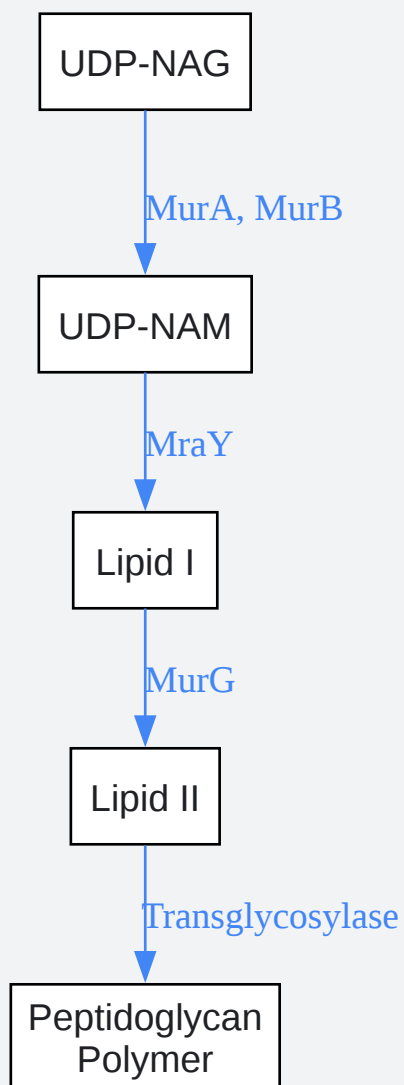 UDP-NAG
MurA, MurB
UDP-NAM
MraY
Lipid I
MurG
Lipid II
Transglycosylase
Peptidoglycan
Polymer